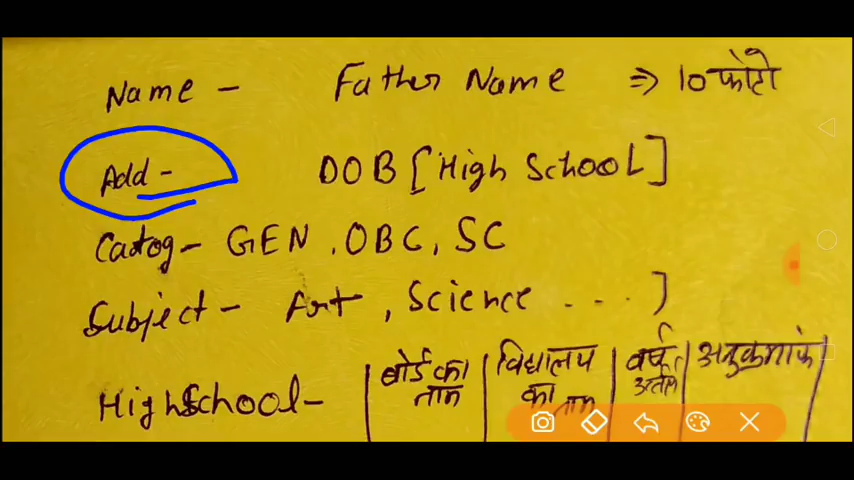 Name - Father Name ⇒ 10 फोटो
Add - DOB [High School]
Catog - GEN, OBC, SC
Subject - Art, Science ...]
HighSchool - | बोर्ड का नाम | विद्यालय का नाम | वर्ष | अनुक्रमांक |